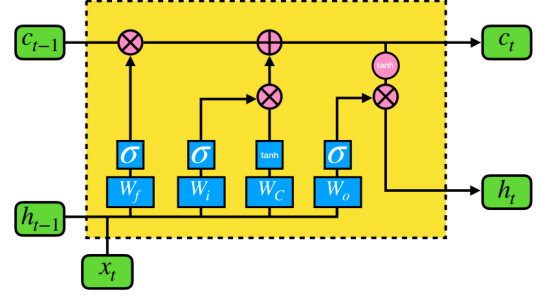 c_{t-1}
c_t
tanh
σ σ tanh σ
W_f W_i W_C W_o
h_{t-1}
h_t
x_t